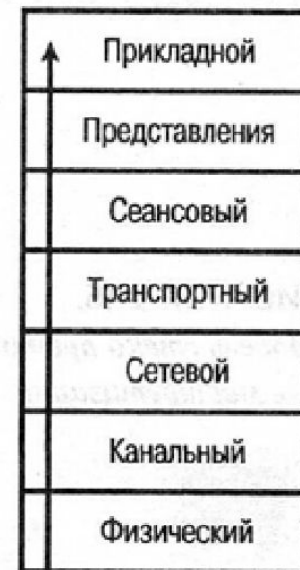 Прикладной
Представления
Сеансовый
Транспортный
Сетевой
Канальный
Физический